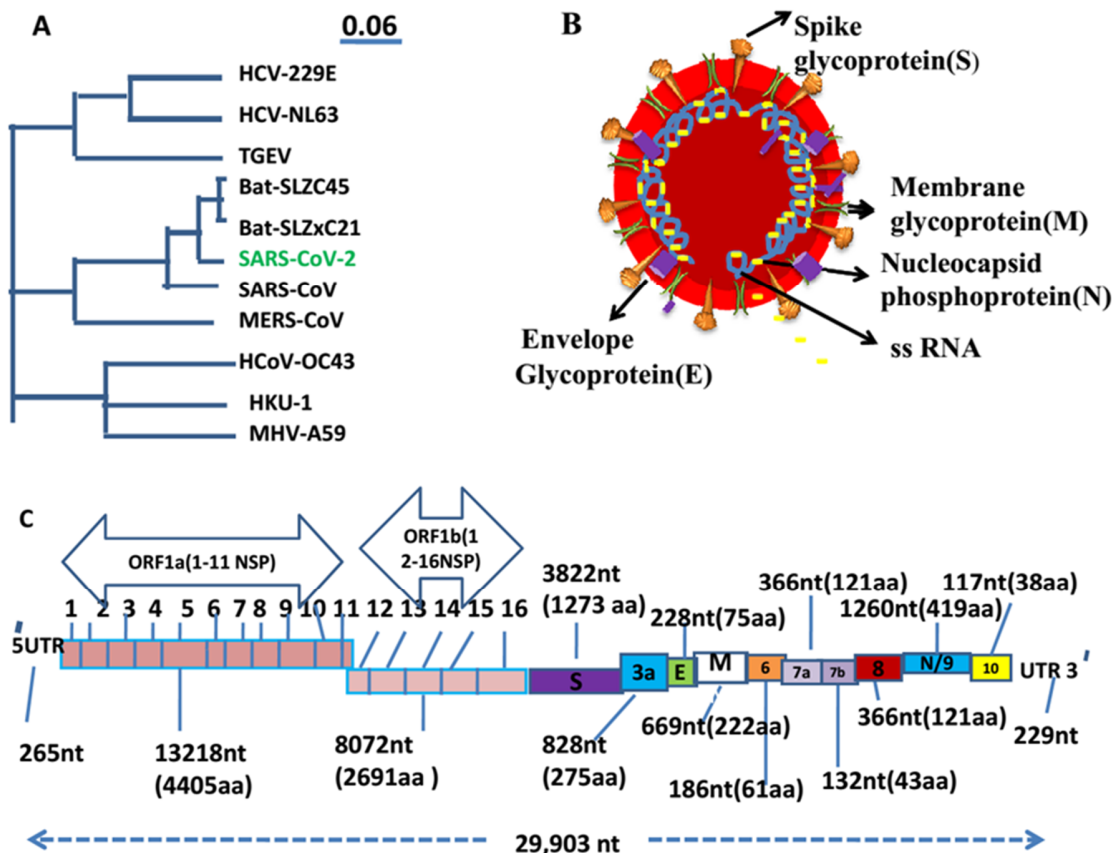 A
0.06
HCV-229E
HCV-NL63
TGEV
Bat-SLZC45
Bat-SLZxC21
SARS-CoV-2
SARS-CoV
MERS-CoV
HCoV-OC43
HKU-1
MHV-A59
B
Spike
glycoprotein(S)
Membrane
glycoprotein(M)
Nucleocapsid
phosphoprotein(N)
ss RNA
Envelope
Glycoprotein(E)
C
ORF1a(1-11 NSP)
ORF1b(1
2-16NSP)
1 2 3 4 5 6 7 8 9 10 11 12 13 14 15 16
3822nt
(1273 aa)
228nt(75aa)
366nt(121aa)
1260nt(419aa)
117nt(38aa)
'
5UTR
S
3a
E
M
6
7a
7b
8
N/9
10
UTR 3
'
265nt
13218nt
(4405aa)
8072nt
(2691aa )
828nt
(275aa)
669nt(222aa)
186nt(61aa)
132nt(43aa)
366nt(121aa)
229nt
29,903 nt